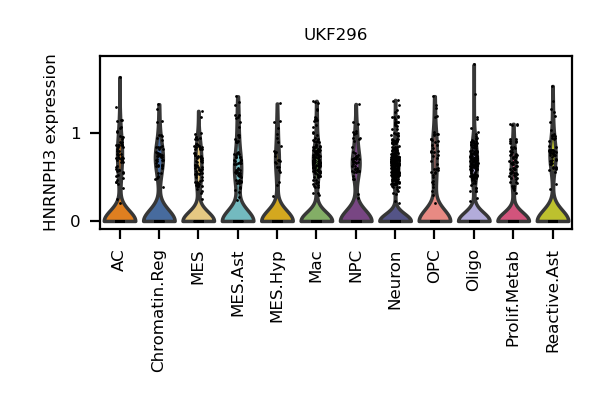 UKF296
HNRNPH3 expression
1
0
AC
Chromatin.Reg
MES
MES.Ast
MES.Hyp
Mac
NPC
Neuron
OPC
Oligo
Prolif.Metab
Reactive.Ast